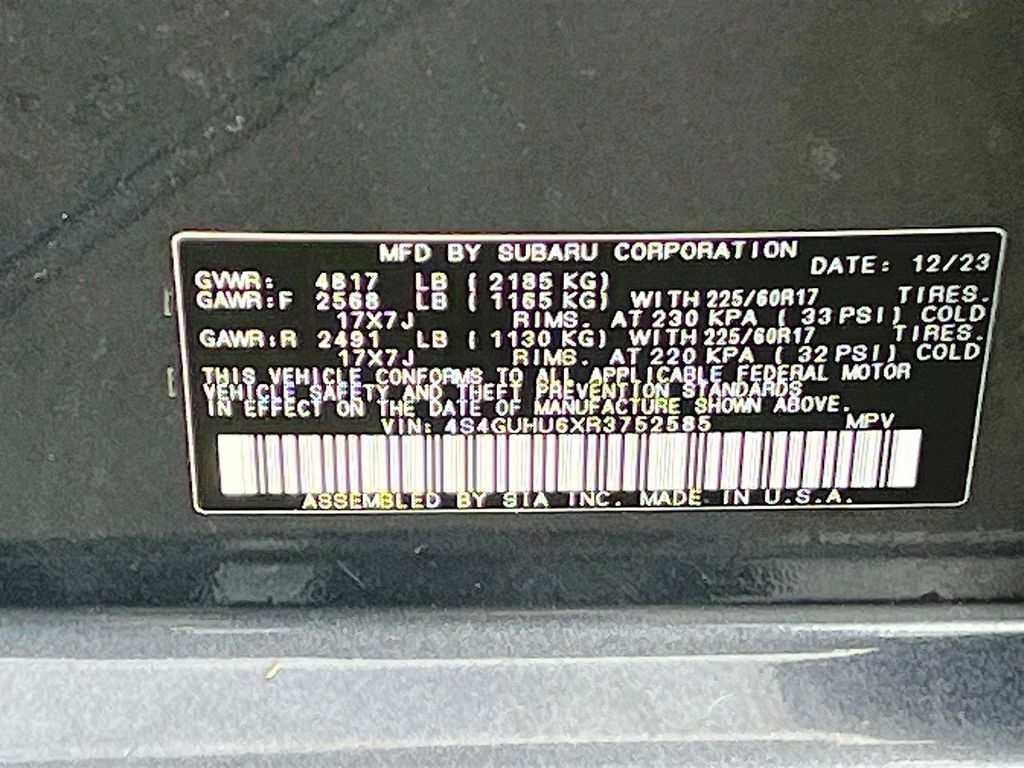 MFD BY SUBARU CORPORATION
DATE: 12/23
GVWR: 4817 LB ( 2185 KG)
GAWR:F 2568 LB ( 1165 KG) WITH 225/60R17 TIRES.
17X7J RIMS. AT 230 KPA ( 33 PSI) COLD
GAWR:R 2491 LB ( 1130 KG) WITH 225/60R17 TIRES.
17X7J RIMS. AT 220 KPA ( 32 PSI) COLD
THIS VEHICLE CONFORMS TO ALL APPLICABLE FEDERAL MOTOR
VEHICLE SAFETY AND THEFT PREVENTION STANDARDS
IN EFFECT ON THE DATE OF MANUFACTURE SHOWN ABOVE.
VIN: 4S4GUHU6XR3752585 MPV
ASSEMBLED BY SIA INC. MADE IN U.S.A.